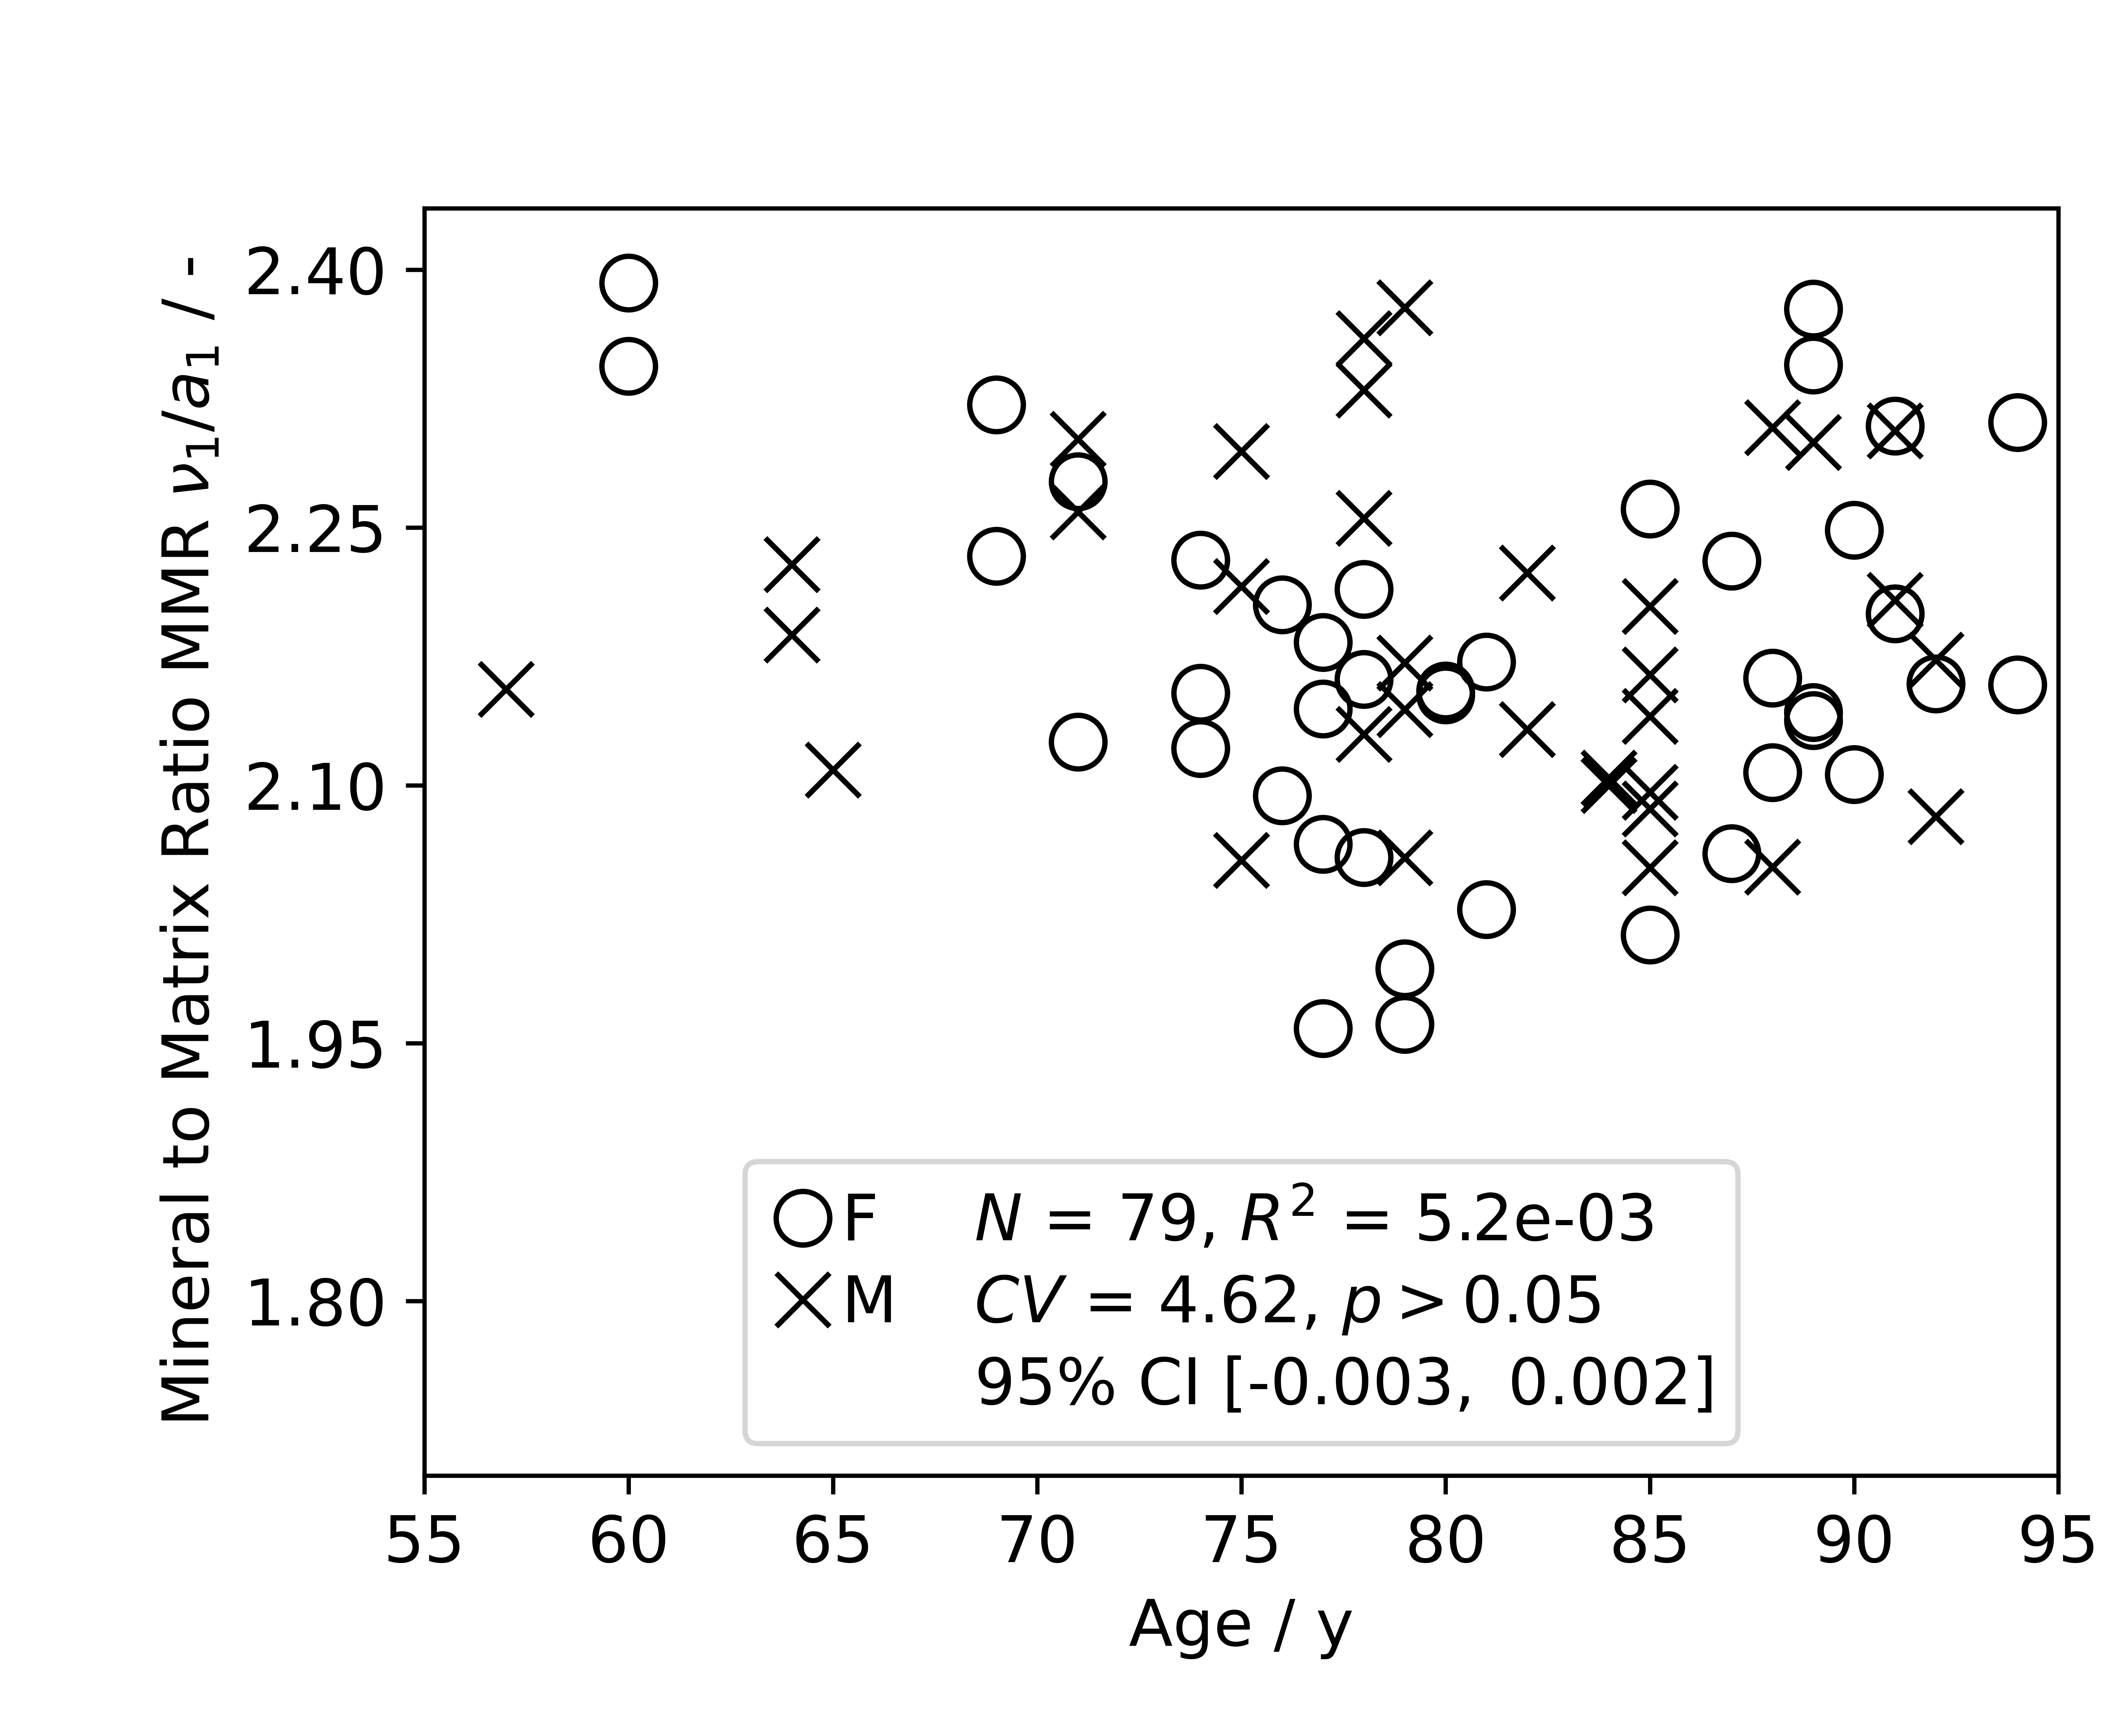 Mineral to Matrix Ratio MMR ν₁/a₁ / -
2.40
2.25
2.10
1.95
1.80
F
M
N = 79, R² = 5.2e-03
CV = 4.62, p > 0.05
95% CI [-0.003, 0.002]
55 60 65 70 75 80 85 90 95
Age / y